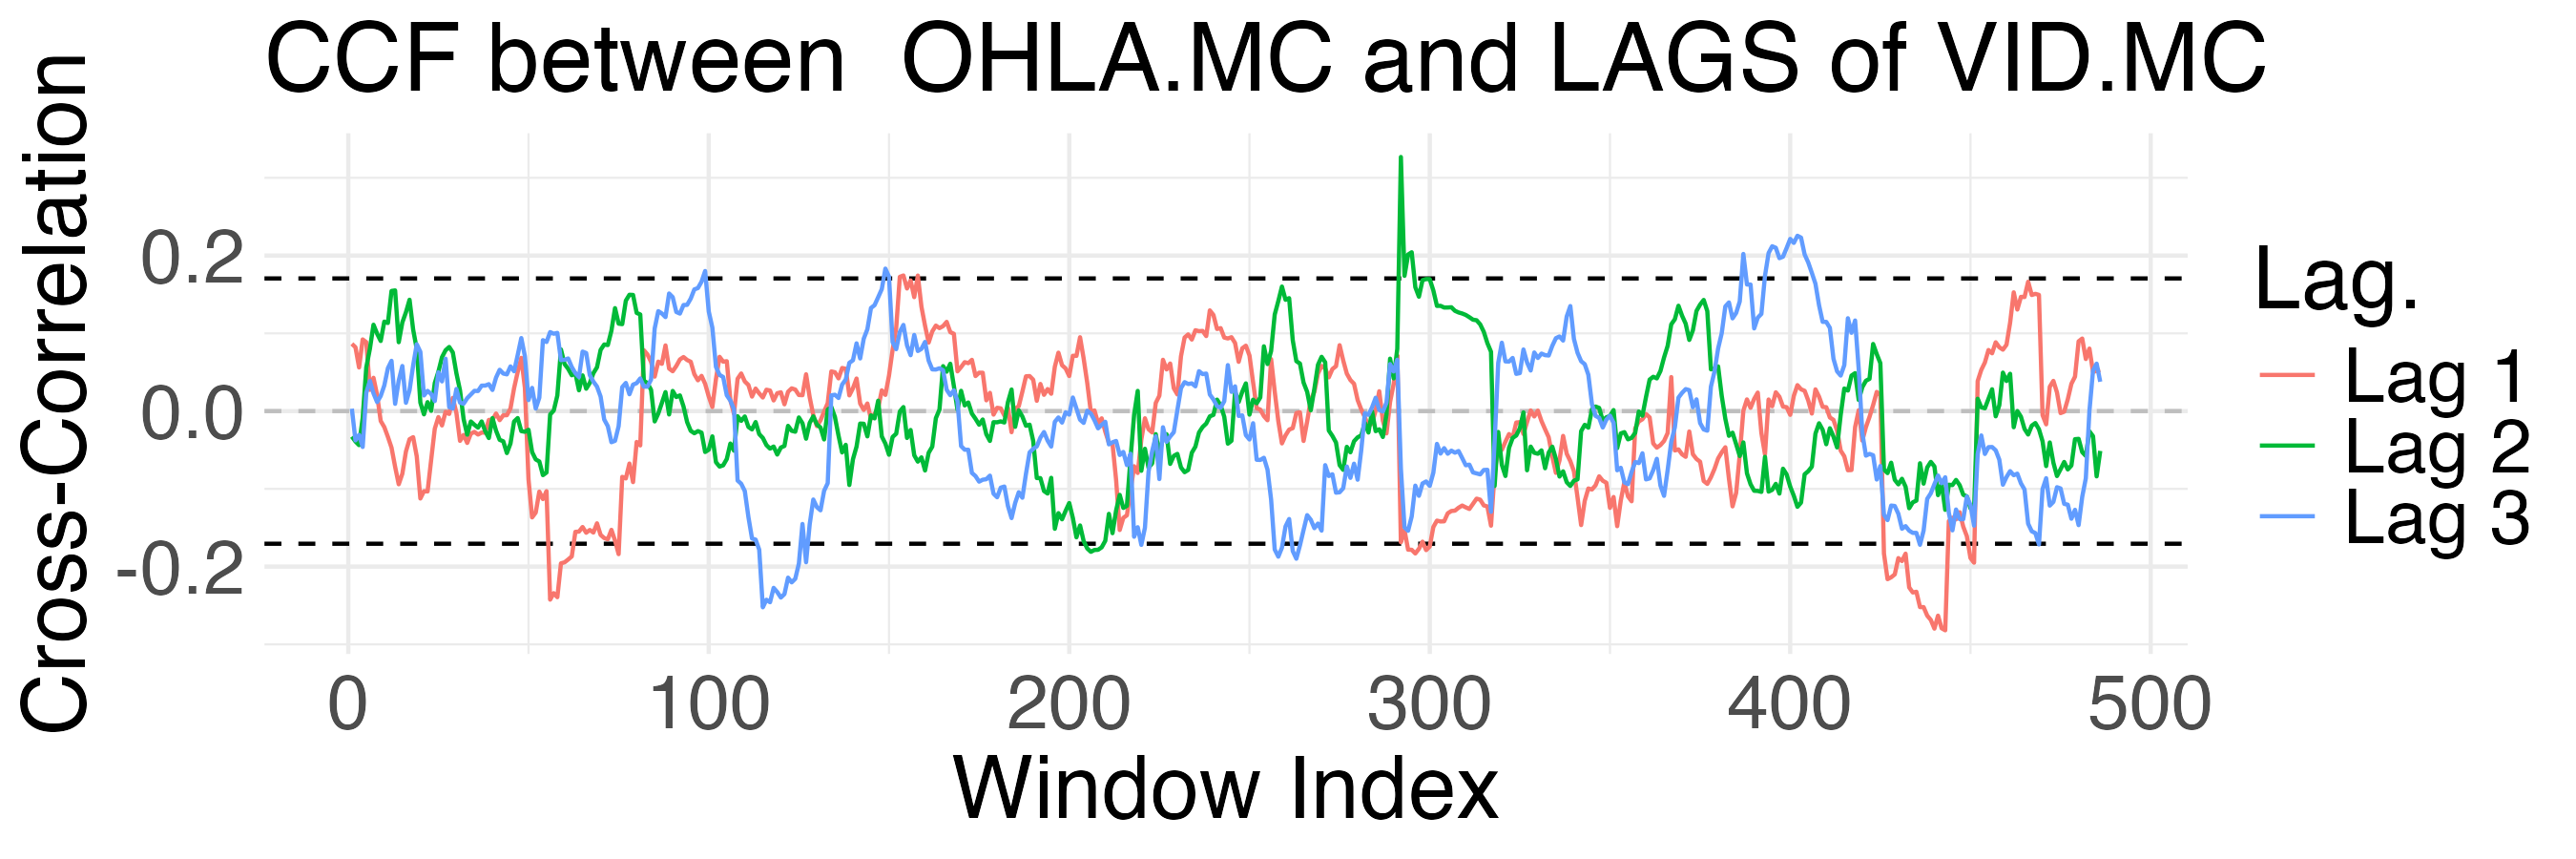 CCF between  OHLA.MC and LAGS of VID.MC
Cross-Correlation
0.2
0.0
-0.2
0
100
200
300
400
500
Window Index
Lag.
Lag 1
Lag 2
Lag 3